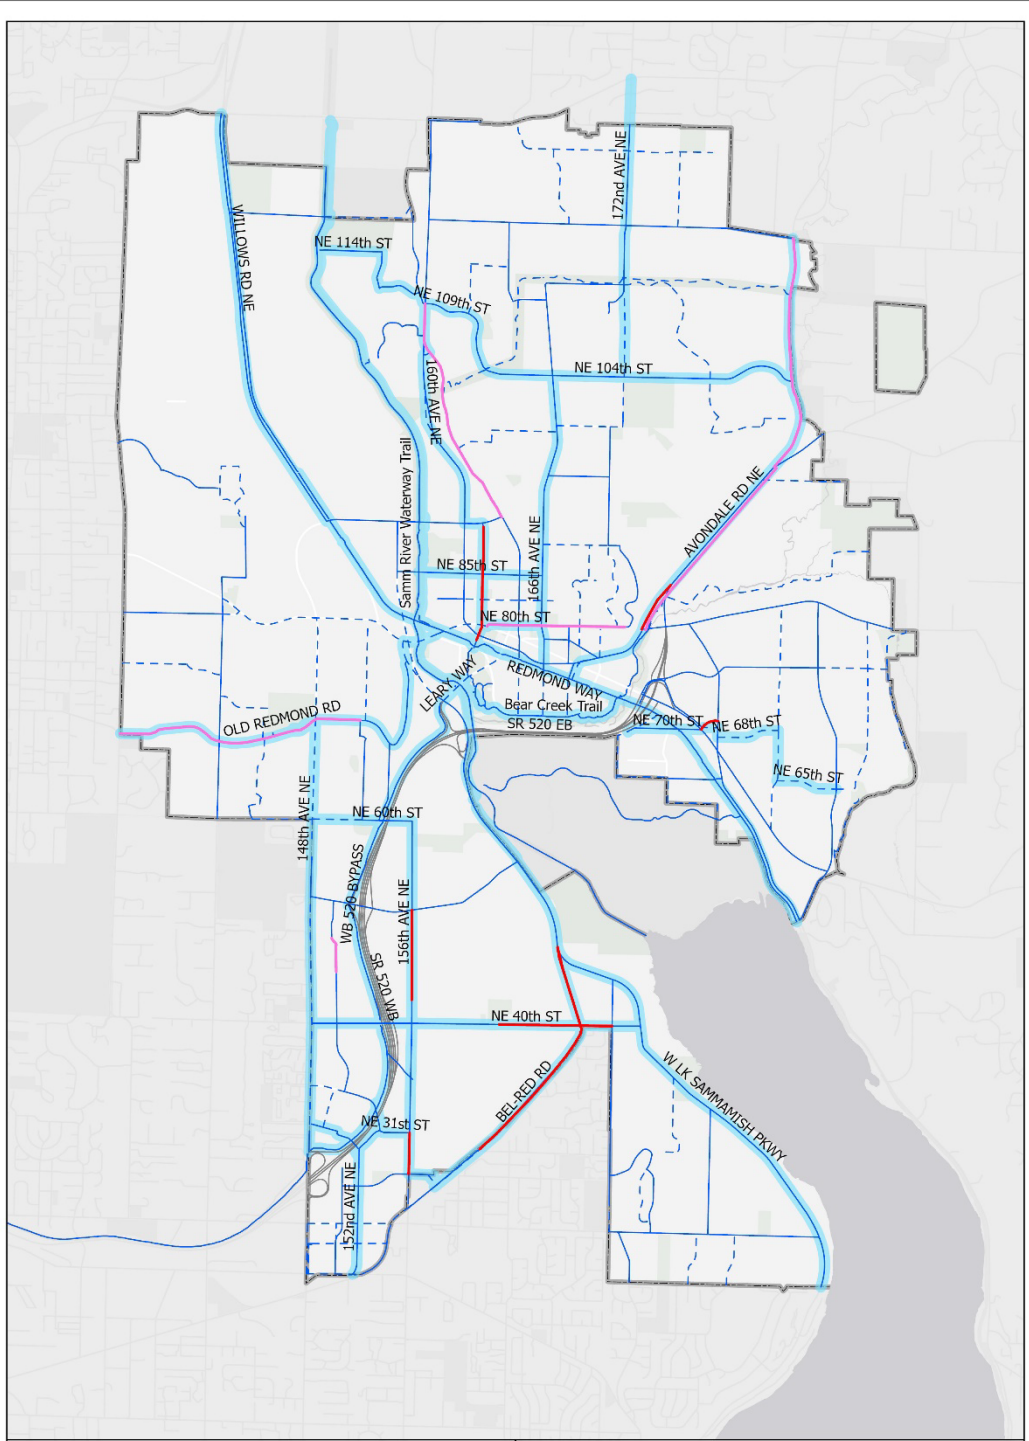 172nd AVE NE
WILLOWS RD NE
NE 114th ST
NE 109th ST
NE 104th ST
160th AVE NE
Samm River Waterway Trail
AVONDALE RD NE
166th AVE NE
NE 85th ST
NE 80th ST
LEARY WAY
REDMOND WAY
Bear Creek Trail
SR 520 EB
OLD REDMOND RD
NE 70th ST
NE 68th ST
NE 65th ST
148th AVE NE
NE 60th ST
WB 520 BYPASS
156th AVE NE
SR 520 WB
NE 40th ST
BEL-RED RD
W LK SAMMAMISH PKWY
NE 31st ST
152nd AVE NE